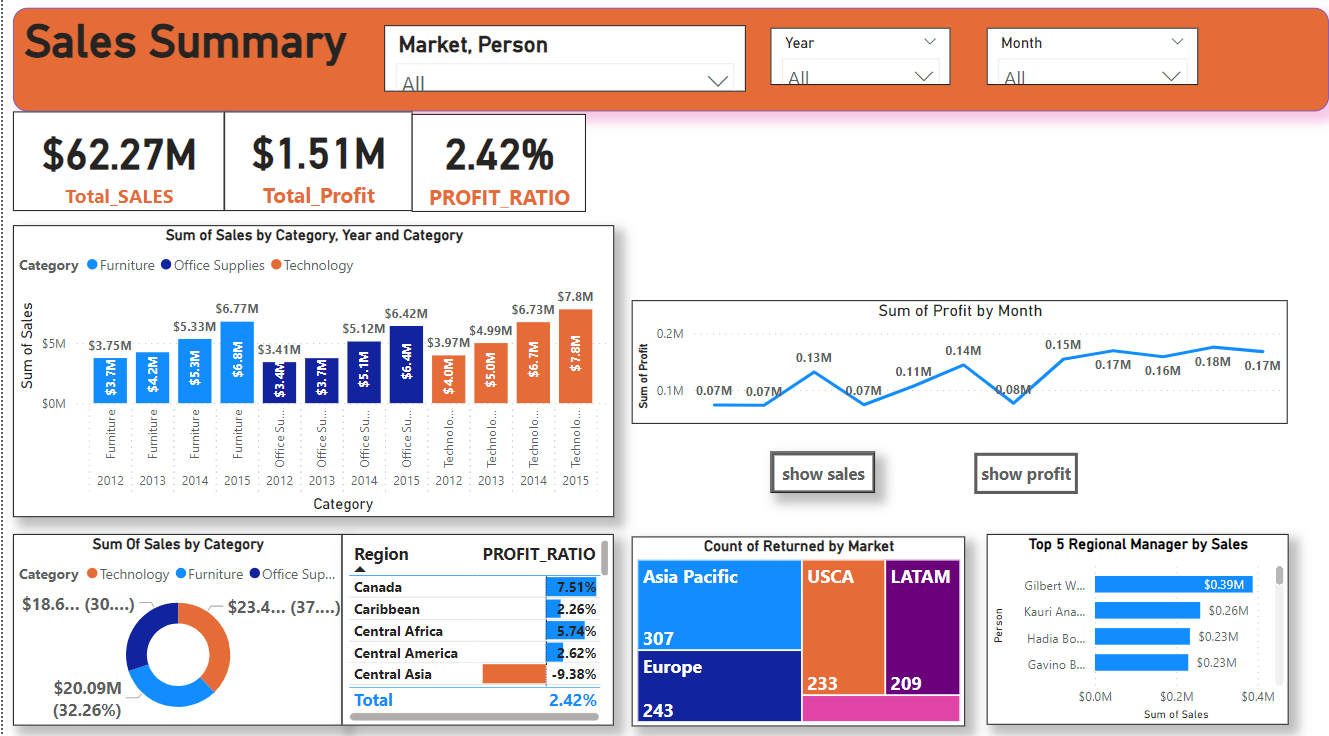 Sales Summary
Market, Person
All
Year
All
Month
All
$62.27M
Total_SALES
$1.51M
Total_Profit
2.42%
PROFIT_RATIO
Sum of Sales by Category, Year and Category
Category Furniture Office Supplies Technology
Sum of Sales
$5M
$0M
$3.75M $5.33M $6.77M $3.41M $5.12M $6.42M $3.97M $4.99M $6.73M $7.8M
$3.7M $4.2M $5.3M $6.8M $3.4M $3.7M $5.1M $6.4M $4.0M $5.0M $6.7M $7.8M
Furniture Furniture Furniture Furniture Office Su... Office Su... Office Su... Office Su... Technolo... Technolo... Technolo... Technolo...
2012 2013 2014 2015 2012 2013 2014 2015 2012 2013 2014 2015
Category
Sum of Profit by Month
Sum of Profit
0.2M
0.1M
0.07M 0.07M 0.13M 0.07M 0.11M 0.14M 0.08M 0.15M 0.17M 0.16M 0.18M 0.17M
show sales
show profit
Sum Of Sales by Category
Category Technology Furniture Office Sup...
$18.6... (30....)
$23.4... (37....)
$20.09M
(32.26%)
Region PROFIT_RATIO
Canada 7.51%
Caribbean 2.26%
Central Africa 5.74%
Central America 2.62%
Central Asia -9.38%
Total 2.42%
Count of Returned by Market
Asia Pacific
307
Europe
243
USCA
233
LATAM
209
Top 5 Regional Manager by Sales
Person
Gilbert W... $0.39M
Kauri Ana... $0.26M
Hadia Bo... $0.23M
Gavino B... $0.23M
$0.0M $0.2M $0.4M
Sum of Sales